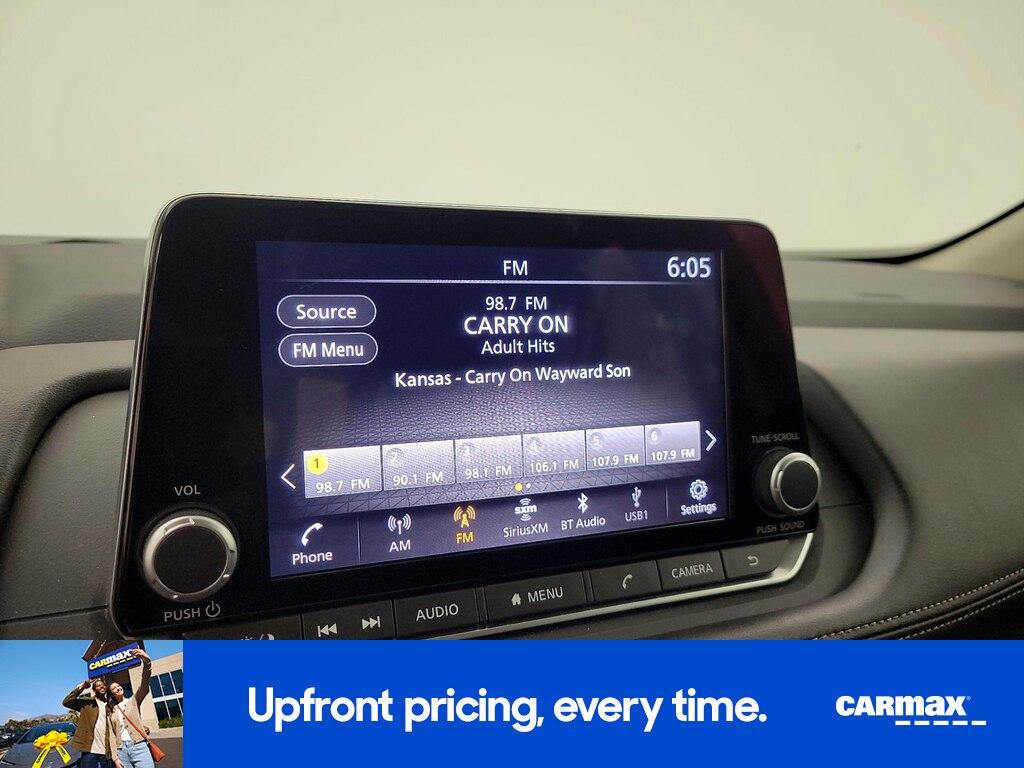 FM
6:05
Source
98.7 FM
CARRY ON
FM Menu
Adult Hits
Kansas - Carry On Wayward Son
1
98.7 FM
2
90.1 FM
3
98.1 FM
4
106.1 FM
5
107.9 FM
6
107.9 FM
Phone
AM
FM
sxm
SiriusXM
BT Audio
USB1
Settings
VOL
PUSH
TUNE·SCROLL
PUSH SOUND
AUDIO
MENU
CAMERA
CARMAX
Upfront pricing, every time.
CARMAX